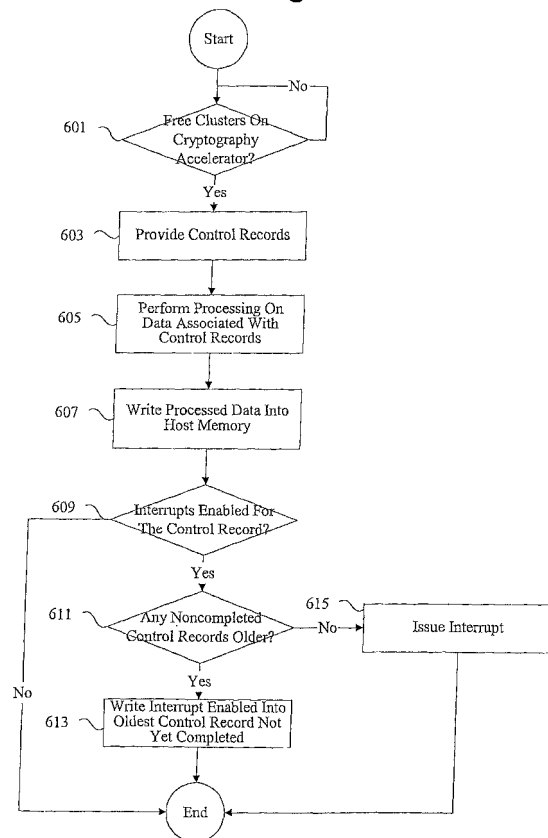 Start
No
601
Free Clusters On
Cryptography
Accelerator?
Yes
603
Provide Control Records
605
Perform Processing On
Data Associated With
Control Records
607
Write Processed Data Into
Host Memory
609
Interrupts Enabled For
The Control Record?
Yes
611
Any Noncompleted
Control Records Older?
No
615
Issue Interrupt
Yes
No
613
Write Interrupt Enabled Into
Oldest Control Record Not
Yet Completed
End